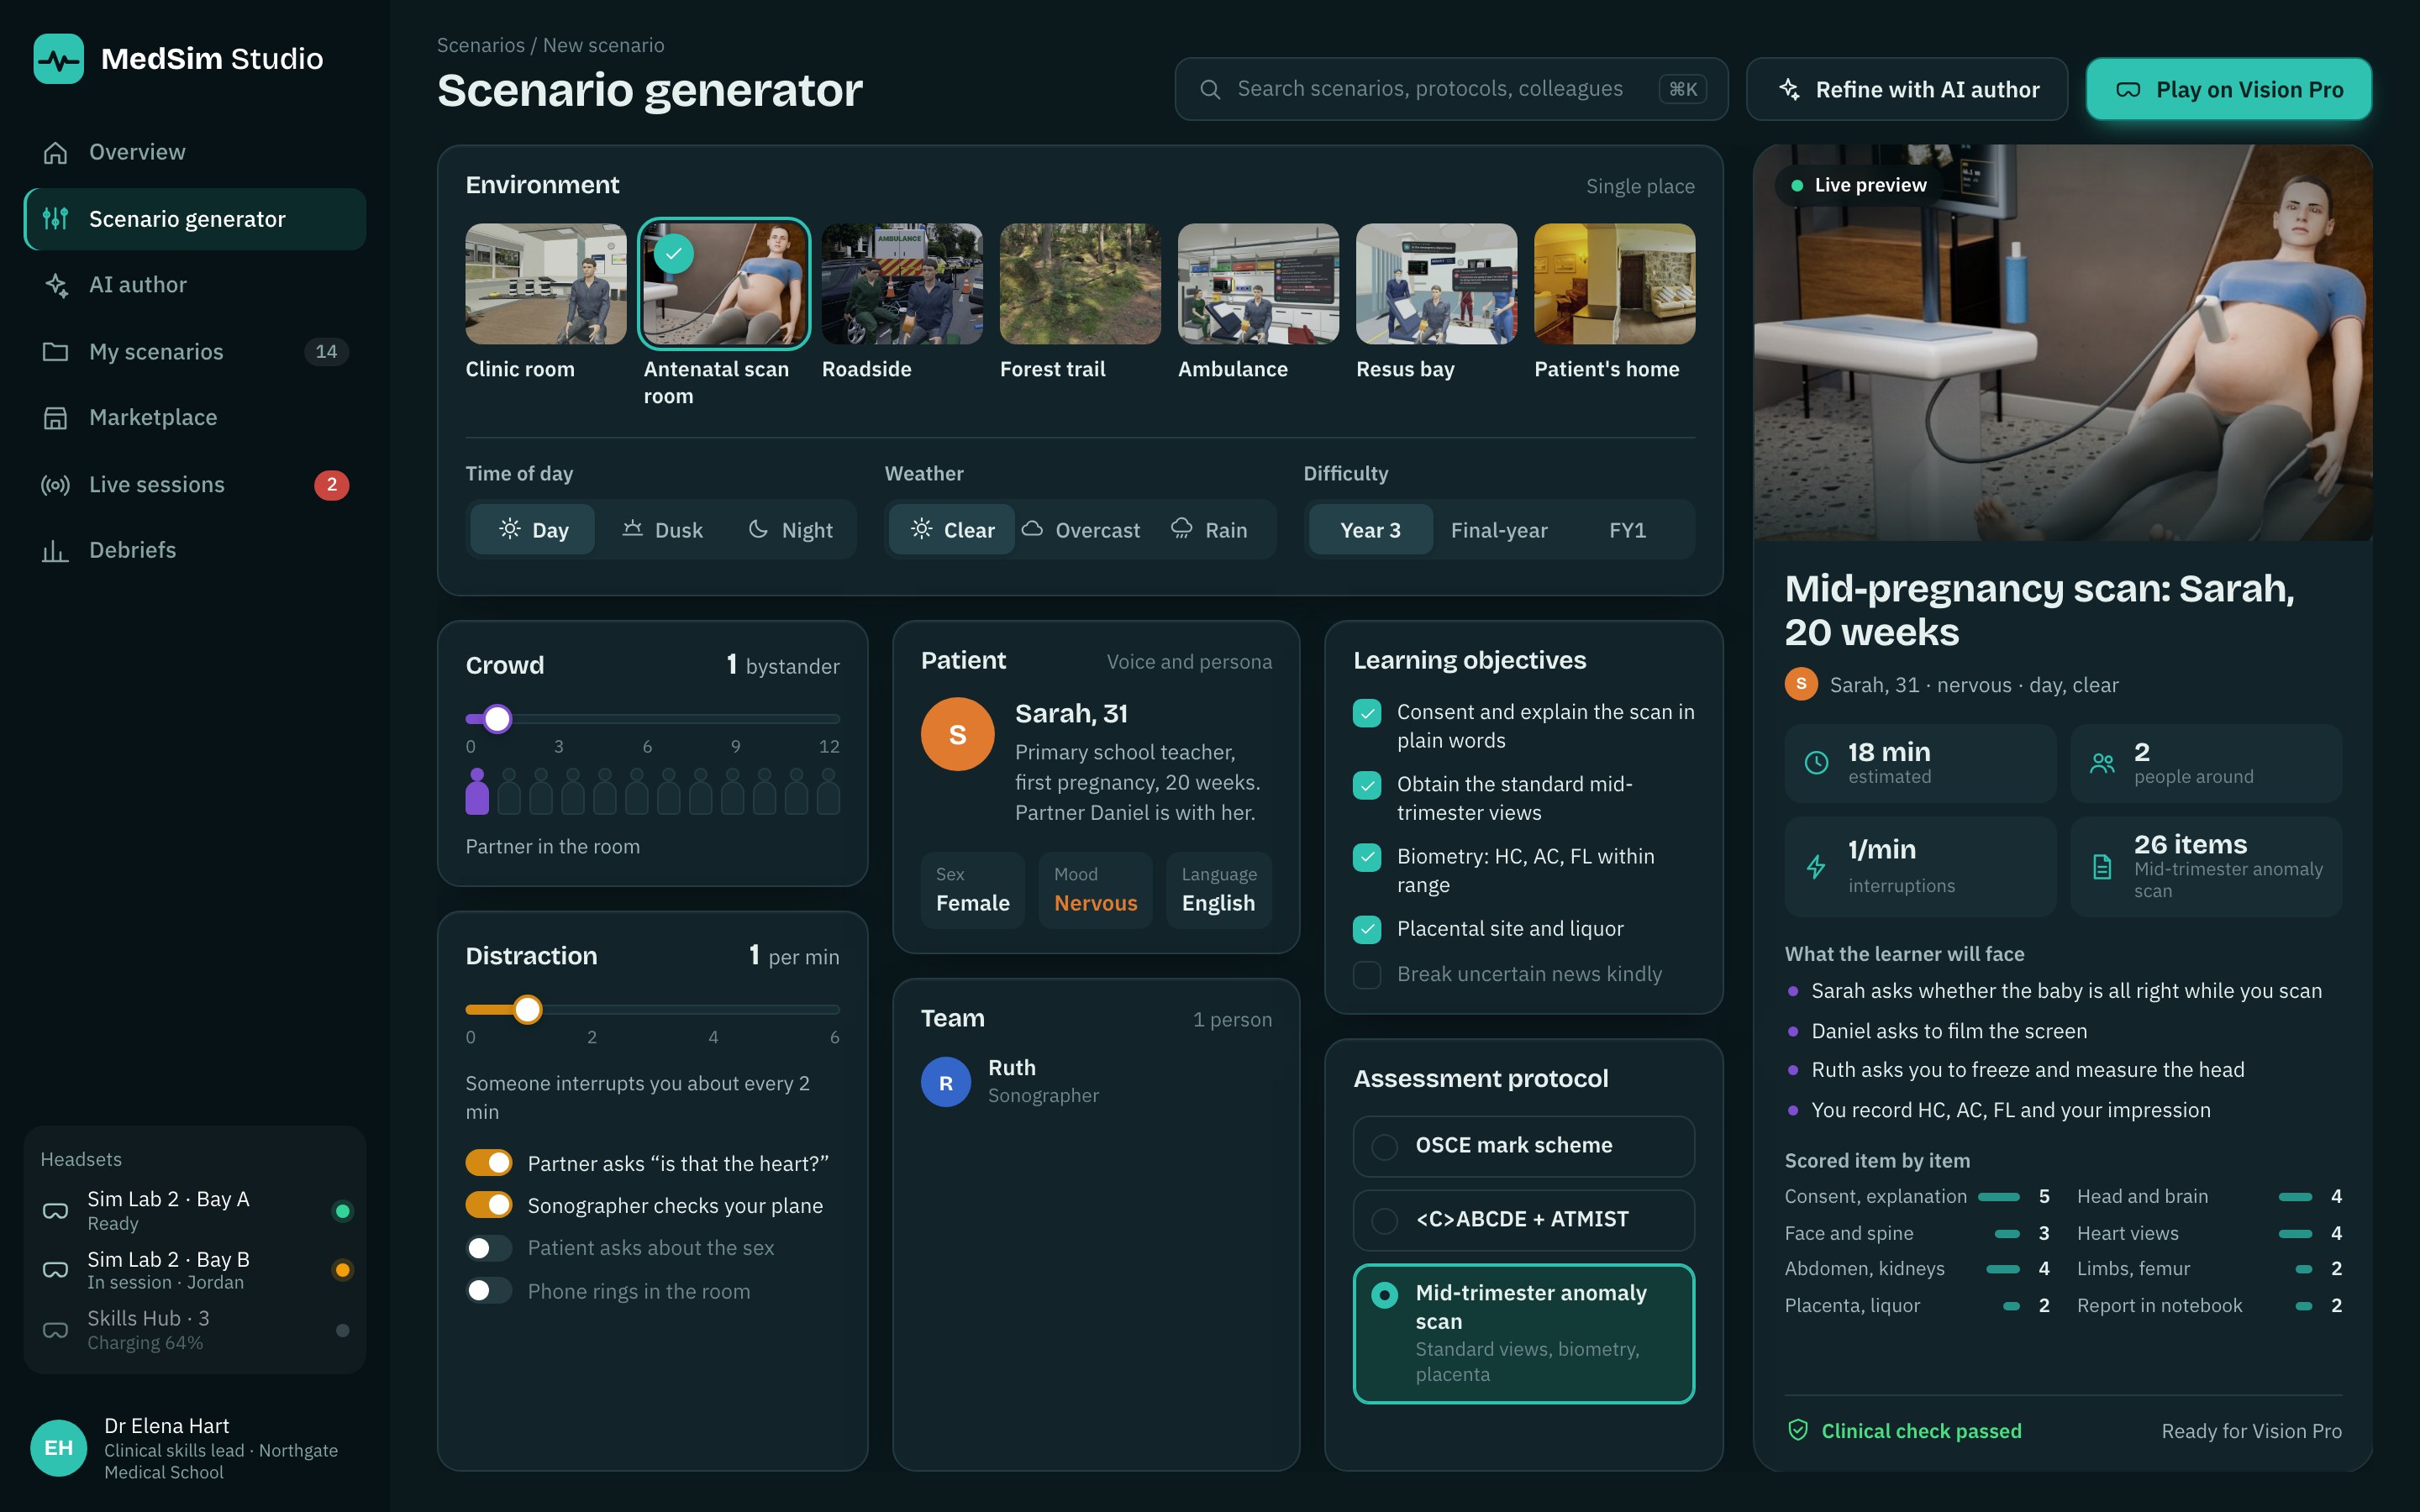 MedSim Studio
Overview
Scenario generator
AI author
My scenarios 14
Marketplace
Live sessions 2
Debriefs
Headsets
Sim Lab 2 · Bay A
Ready
Sim Lab 2 · Bay B
In session · Jordan
Skills Hub · 3
Charging 64%
EH
Dr Elena Hart
Clinical skills lead · Northgate
Medical School
Scenarios / New scenario
Scenario generator
Search scenarios, protocols, colleagues ⌘K
Refine with AI author
Play on Vision Pro
Environment
Single place
AMBULANCE
Clinic room
Antenatal scan
room
Roadside
Forest trail
Ambulance
Resus bay
Patient's home
Time of day
Day Dusk Night
Weather
Clear Overcast Rain
Difficulty
Year 3 Final-year FY1
Crowd
1 bystander
0 3 6 9 12
Partner in the room
Distraction
1 per min
0 2 4 6
Someone interrupts you about every 2
min
Partner asks “is that the heart?”
Sonographer checks your plane
Patient asks about the sex
Phone rings in the room
Patient
Voice and persona
S
Sarah, 31
Primary school teacher,
first pregnancy, 20 weeks.
Partner Daniel is with her.
Sex
Female
Mood
Nervous
Language
English
Team
1 person
R
Ruth
Sonographer
Learning objectives
Consent and explain the scan in
plain words
Obtain the standard mid-
trimester views
Biometry: HC, AC, FL within
range
Placental site and liquor
Break uncertain news kindly
Assessment protocol
OSCE mark scheme
<C>ABCDE + ATMIST
Mid-trimester anomaly
scan
Standard views, biometry,
placenta
Live preview
Mid-pregnancy scan: Sarah,
20 weeks
S
Sarah, 31 · nervous · day, clear
18 min
estimated
2
people around
1/min
interruptions
26 items
Mid-trimester anomaly
scan
What the learner will face
Sarah asks whether the baby is all right while you scan
Daniel asks to film the screen
Ruth asks you to freeze and measure the head
You record HC, AC, FL and your impression
Scored item by item
Consent, explanation 5
Head and brain 4
Face and spine 3
Heart views 4
Abdomen, kidneys 4
Limbs, femur 2
Placenta, liquor 2
Report in notebook 2
Clinical check passed
Ready for Vision Pro